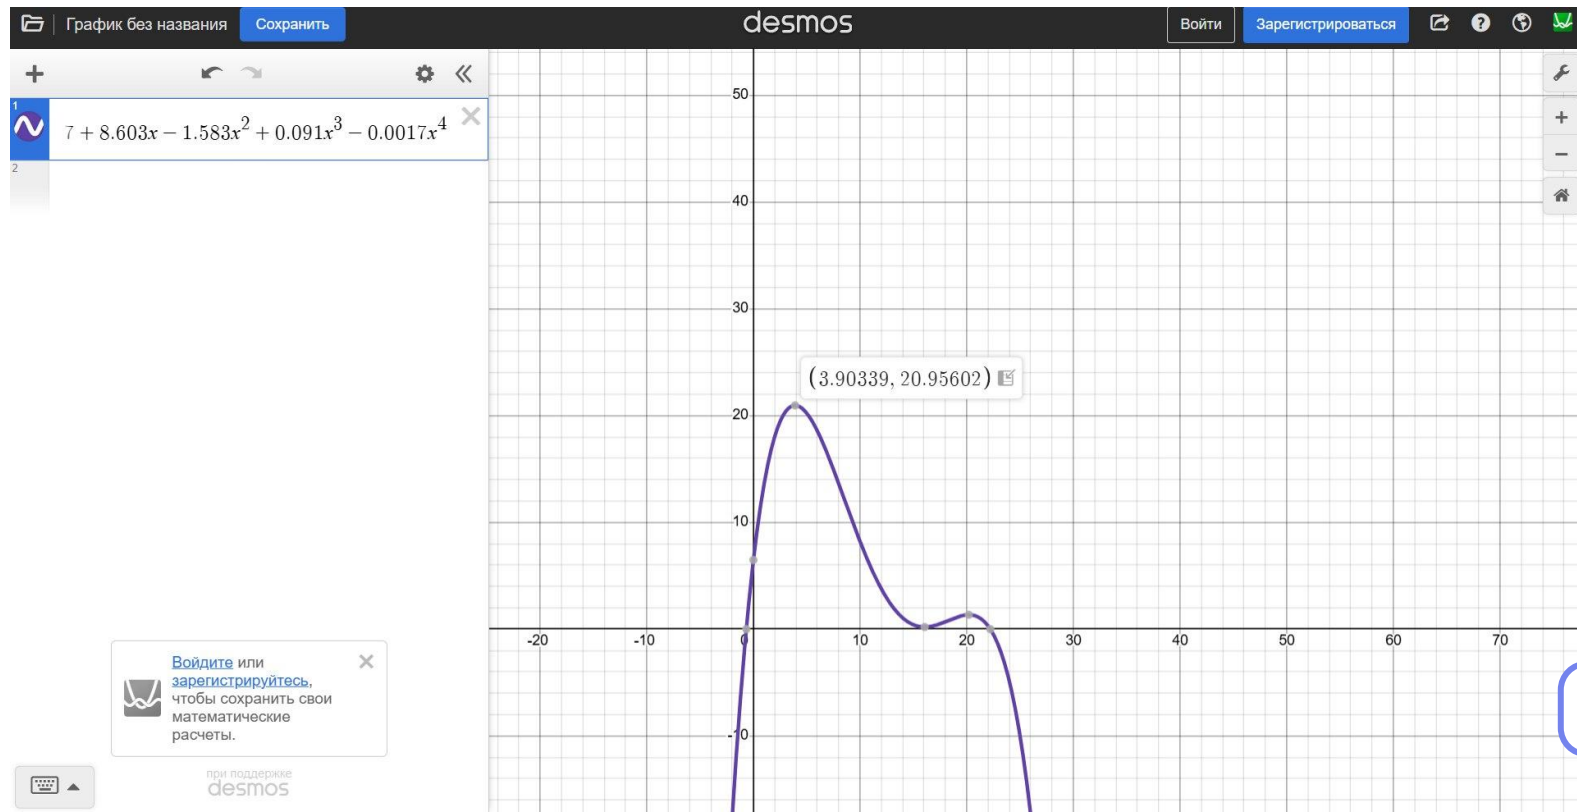 График без названия
Сохранить
desmos
Войти
Зарегистрироваться
1
7 + 8.603x − 1.583x² + 0.091x³ − 0.0017x⁴
2
50
40
30
(3.90339, 20.95602)
20
10
-20
-10
0
10
20
30
40
50
60
70
-10
Войдите или
зарегистрируйтесь,
чтобы сохранить свои
математические
расчеты.
при поддержке
desmos